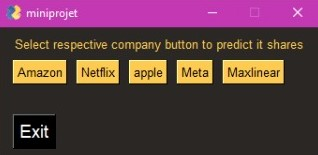 miniprojet
Select respective company button to predict it shares
Amazon Netflix apple Meta Maxlinear
Exit